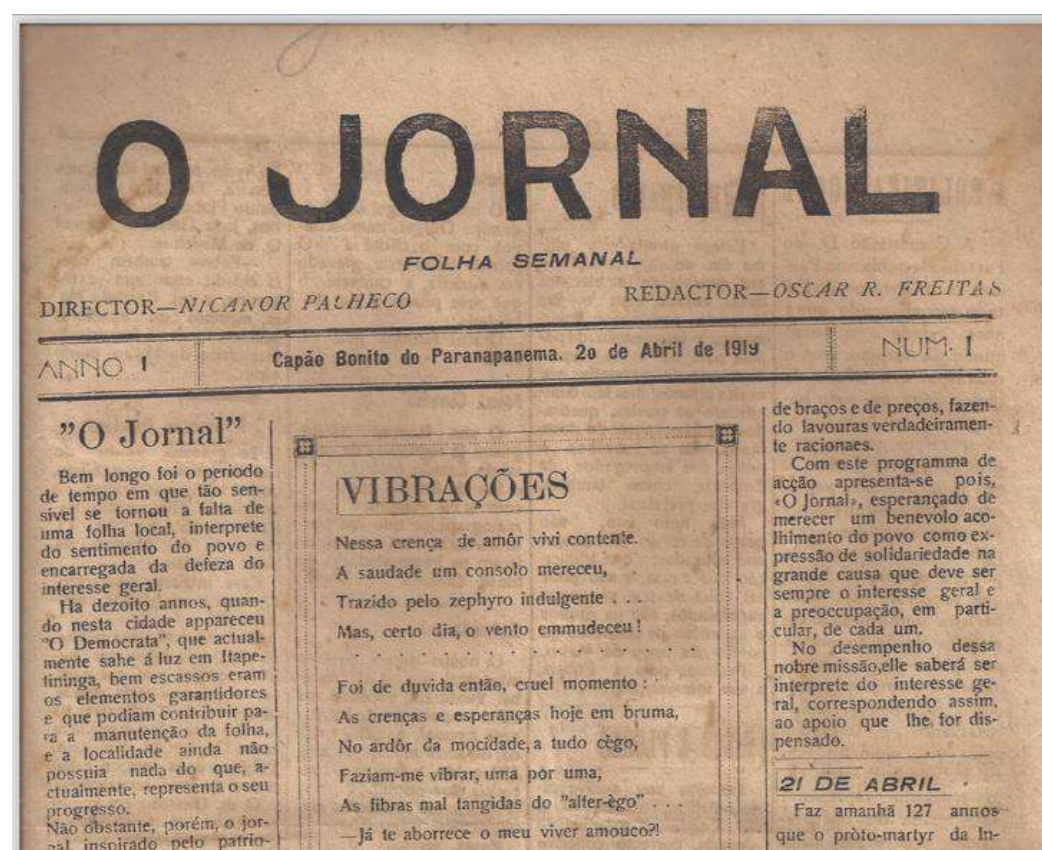 O JORNAL
FOLHA SEMANAL
DIRECTOR—NICANOR PACHECO
REDACTOR—OSCAR R. FREITAS
ANNO 1
Capão Bonito do Paranapanema. 20 de Abril de 1919
NUM. 1
"O Jornal"
Bem longo foi o periodo
de tempo em que tão sen-
sivel se tornou a falta de
uma folha local, interprete
do sentimento do povo e
encarregada da defeza do
interesse geral.
Ha dezoito annos, quan-
do nesta cidade appareceu
"O Democrata", que actual-
mente sahe á luz em Itape-
tininga, bem escassos eram
os elementos garantidores
e que podiam contribuir pa-
ra a manutenção da folha,
e a localidade ainda não
possuia nada do que, a-
ctualmente, representa o seu
progresso.
Não obstante, porém, o jor-
nal inspirado pelo patrio-
VIBRAÇÕES
Nessa crença de amôr vivi contente.
A saudade um consolo mereceu,
Trazido pelo zephyro indulgente . . .
Mas, certo dia, o vento emmudeceu!
Foi de duvida então, cruel momento :
As crenças e esperanças hoje em bruma,
No ardôr da mocidade, a tudo cègo,
Faziam-me vibrar, uma por uma,
As fibras mal tangidas do "alter-ègo" . . .
—Já te aborrece o meu viver amouco?!
de braços e de preços, fazen-
do lavouras verdadeiramen-
te racionaes.
Com este programma de
acção apresenta-se pois,
«O Jornal», esperançado de
merecer um benevolo aco-
lhimento do povo como ex-
pressão de solidariedade na
grande causa que deve ser
sempre o interesse geral e
a preoccupação, em parti-
cular, de cada um.
No desempenho dessa
nobre missão,elle saberá ser
interprete do interesse ge-
ral, correspondendo assim,
ao apoio que lhe for dis-
pensado.
21 DE ABRIL
Faz amanhã 127 annos
que o pròto-martyr da In-